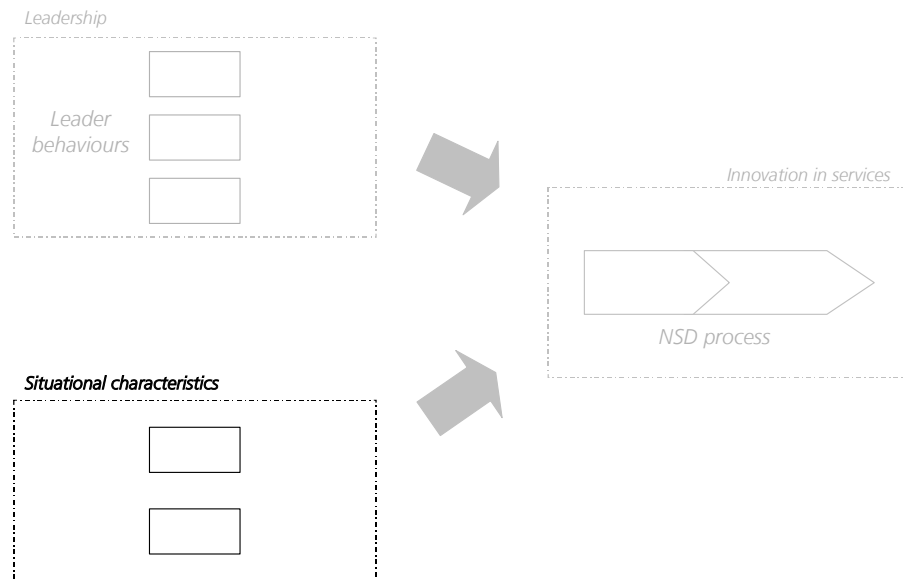 Leadership
Leader
behaviours
Innovation in services
NSD process
Situational characteristics